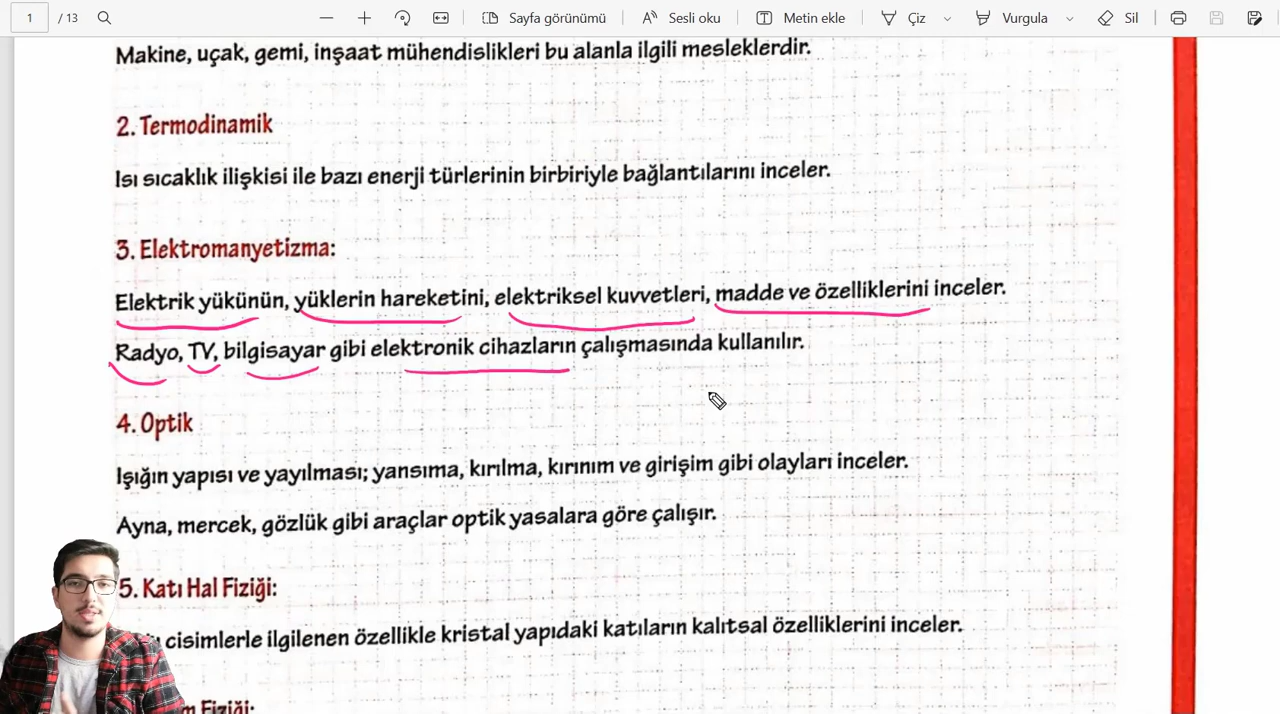 1 / 13 Sayfa görünümü Sesli oku Metin ekle Çiz Vurgula Sil
Makine, uçak, gemi, inşaat mühendislikleri bu alanla ilgili mesleklerdir.
2. Termodinamik
Isı sıcaklık ilişkisi ile bazı enerji türlerinin birbiriyle bağlantılarını inceler.
3. Elektromanyetizma:
Elektrik yükünün, yüklerin hareketini, elektriksel kuvvetleri, madde ve özelliklerini inceler.
Radyo, TV, bilgisayar gibi elektronik cihazların çalışmasında kullanılır.
4. Optik
Işığın yapısı ve yayılması; yansıma, kırılma, kırınım ve girişim gibi olayları inceler.
Ayna, mercek, gözlük gibi araçlar optik yasalara göre çalışır.
5. Katı Hal Fiziği:
cisimlerle ilgilenen özellikle kristal yapıdaki katıların kalıtsal özelliklerini inceler.
Fiziği: